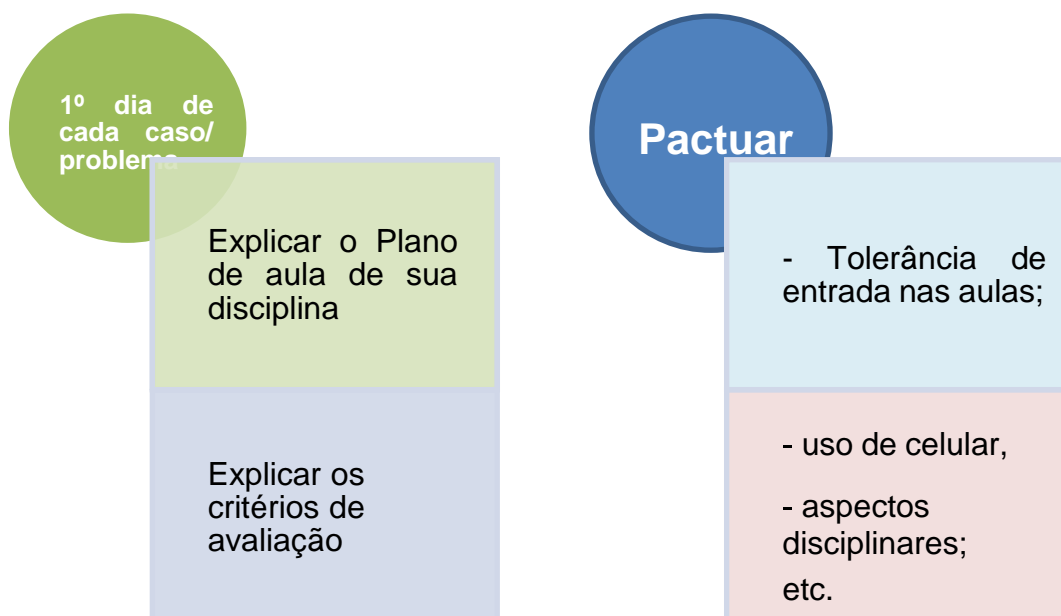 1º dia de
cada caso/
problema
Explicar o Plano
de aula de sua
disciplina
Explicar os
critérios de
avaliação
Pactuar
- Tolerância de
entrada nas aulas;
- uso de celular,
- aspectos
disciplinares;
etc.